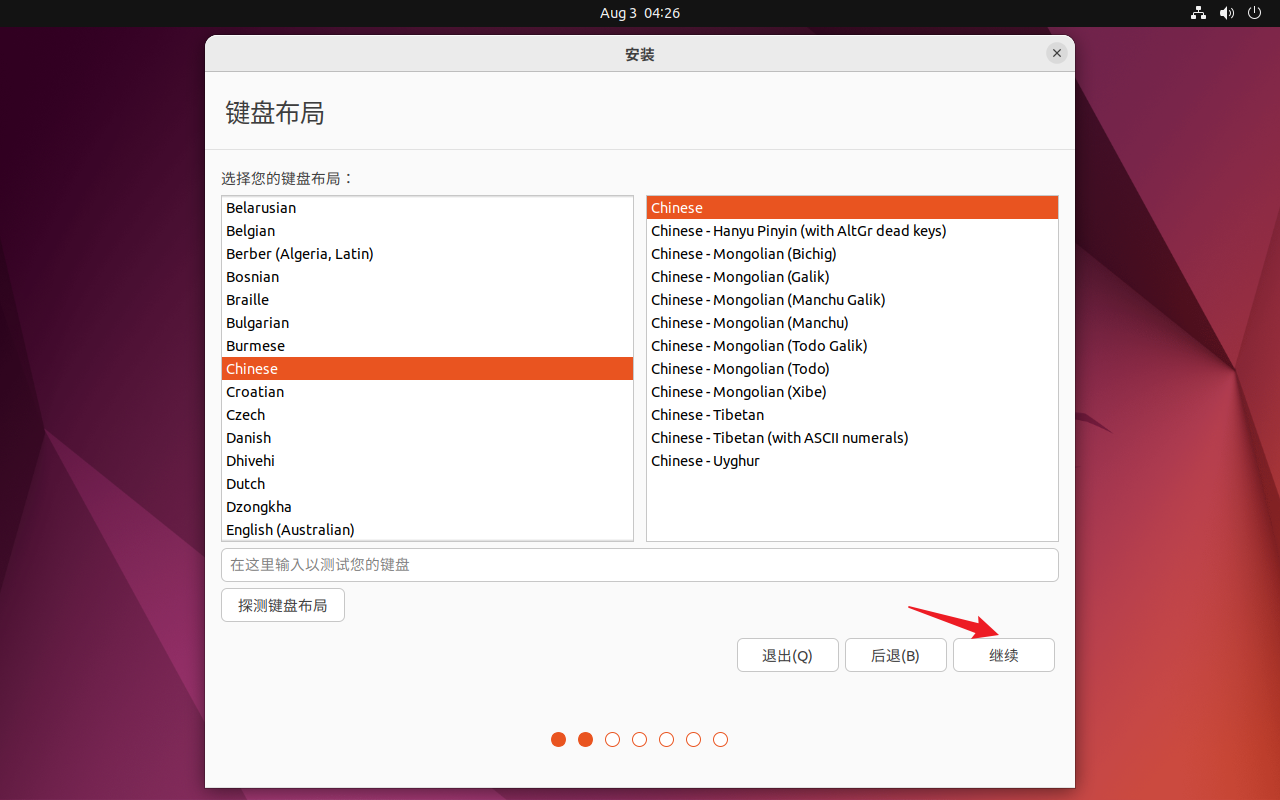 Aug 3 04:26
安装
键盘布局
选择您的键盘布局：
Belarusian
Belgian
Berber (Algeria, Latin)
Bosnian
Braille
Bulgarian
Burmese
Chinese
Croatian
Czech
Danish
Dhivehi
Dutch
Dzongkha
English (Australian)
Chinese
Chinese - Hanyu Pinyin (with AltGr dead keys)
Chinese - Mongolian (Bichig)
Chinese - Mongolian (Galik)
Chinese - Mongolian (Manchu Galik)
Chinese - Mongolian (Manchu)
Chinese - Mongolian (Todo Galik)
Chinese - Mongolian (Todo)
Chinese - Mongolian (Xibe)
Chinese - Tibetan
Chinese - Tibetan (with ASCII numerals)
Chinese - Uyghur
在这里输入以测试您的键盘
探测键盘布局
退出(Q) 后退(B) 继续